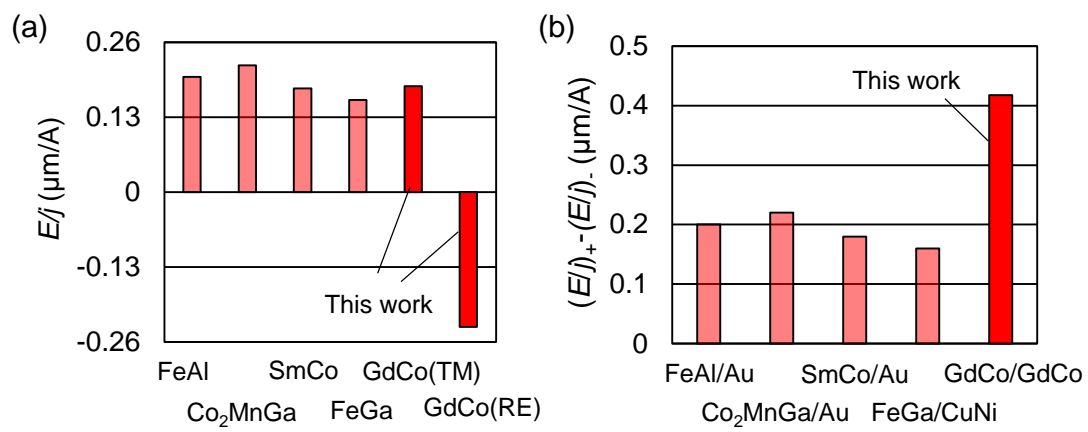 (a)
0.26
0.13
0
-0.13
-0.26
E/j (μm/A)
This work
FeAl
SmCo
GdCo(TM)
Co₂MnGa
FeGa
GdCo(RE)
(b)
0.5
0.4
0.3
0.2
0.1
0
(E/j)₊-(E/j)₋ (μm/A)
This work
FeAl/Au
SmCo/Au
GdCo/GdCo
Co₂MnGa/Au
FeGa/CuNi